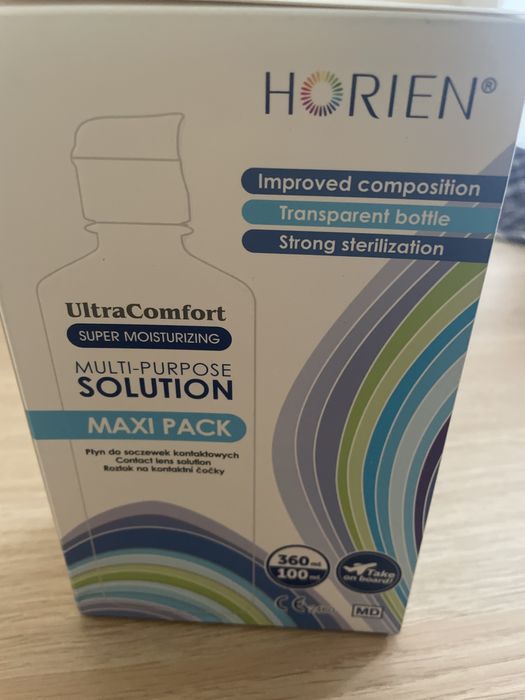 HORIEN®
Improved composition
Transparent bottle
Strong sterilization
UltraComfort
SUPER MOISTURIZING
MULTI-PURPOSE
SOLUTION
MAXI PACK
Płyn do soczewek kontaktowych
Contact lens solution
Roztok na kontaktní čočky
360 ml
100 ml
Take
on board!
CE
MD